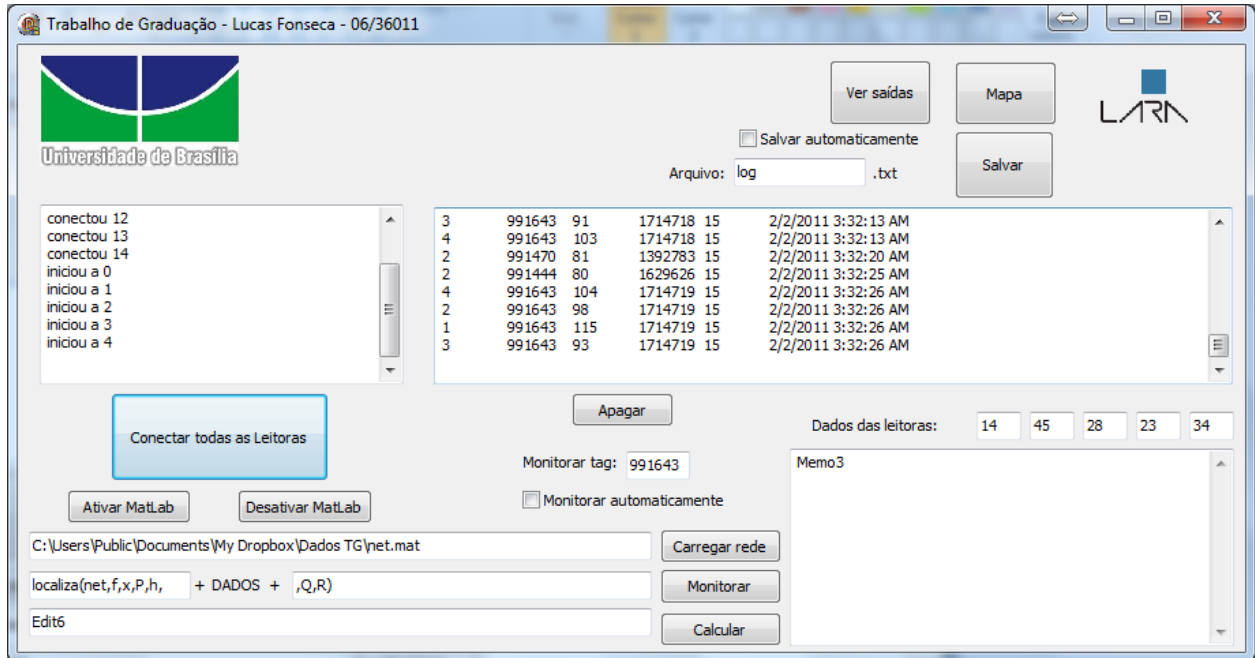 Trabalho de Graduação - Lucas Fonseca - 06/36011
Universidade de Brasília
Ver saídas
Mapa
LARA
Salvar automaticamente
Arquivo: log .txt
Salvar
conectou 12
conectou 13
conectou 14
iniciou a 0
iniciou a 1
iniciou a 2
iniciou a 3
iniciou a 4
3 991643 91 1714718 15 2/2/2011 3:32:13 AM
4 991643 103 1714718 15 2/2/2011 3:32:13 AM
2 991470 81 1392783 15 2/2/2011 3:32:20 AM
2 991444 80 1629626 15 2/2/2011 3:32:25 AM
4 991643 104 1714719 15 2/2/2011 3:32:26 AM
2 991643 98 1714719 15 2/2/2011 3:32:26 AM
1 991643 115 1714719 15 2/2/2011 3:32:26 AM
3 991643 93 1714719 15 2/2/2011 3:32:26 AM
Conectar todas as Leitoras
Apagar
Dados das leitoras: 14 45 28 23 34
Monitorar tag: 991643
Memo3
Monitorar automaticamente
Ativar MatLab
Desativar MatLab
C:\Users\Public\Documents\My Dropbox\Dados TG\net.mat
Carregar rede
localiza(net,f,x,P,h, + DADOS + ,Q,R)
Monitorar
Edit6
Calcular